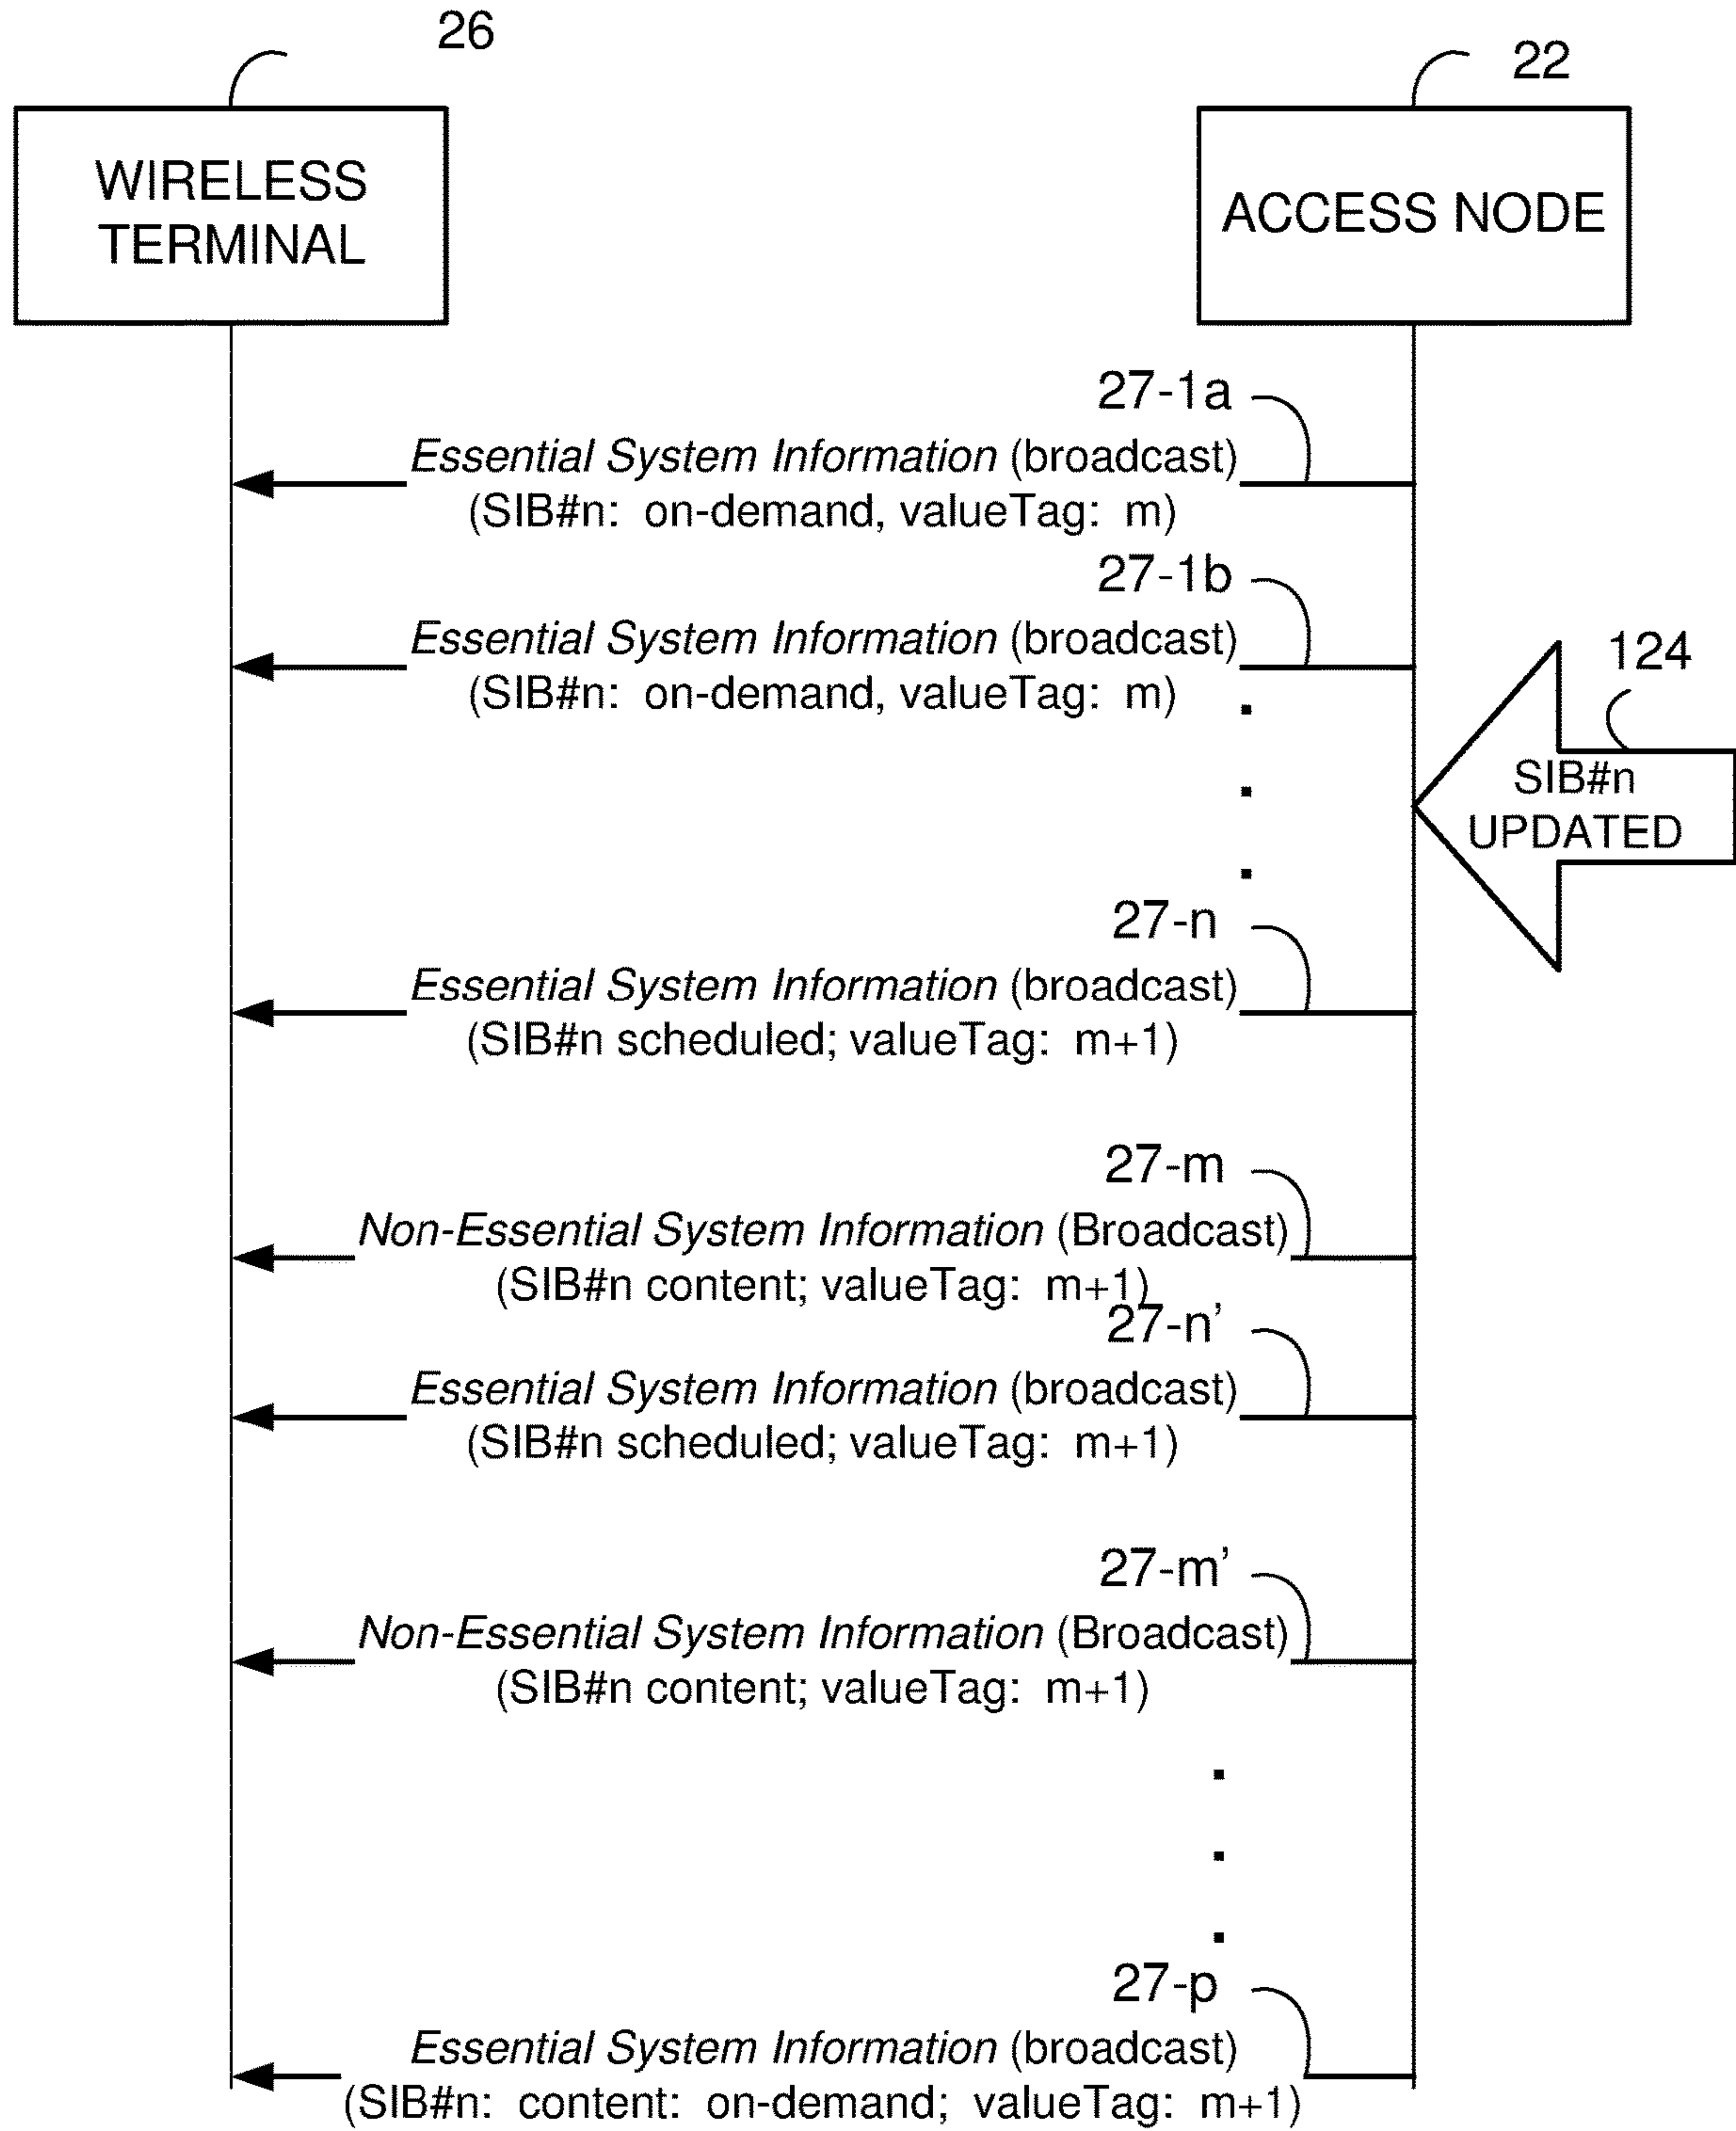 26
22
WIRELESS
TERMINAL
ACCESS NODE
27-1a
Essential System Information (broadcast)
(SIB#n: on-demand, valueTag: m)
27-1b
Essential System Information (broadcast)
(SIB#n: on-demand, valueTag: m)
124
SIB#n
UPDATED
27-n
Essential System Information (broadcast)
(SIB#n scheduled; valueTag: m+1)
27-m
Non-Essential System Information (Broadcast)
(SIB#n content; valueTag: m+1)
27-n’
Essential System Information (broadcast)
(SIB#n scheduled; valueTag: m+1)
27-m’
Non-Essential System Information (Broadcast)
(SIB#n content; valueTag: m+1)
27-p
Essential System Information (broadcast)
(SIB#n: content: on-demand; valueTag: m+1)